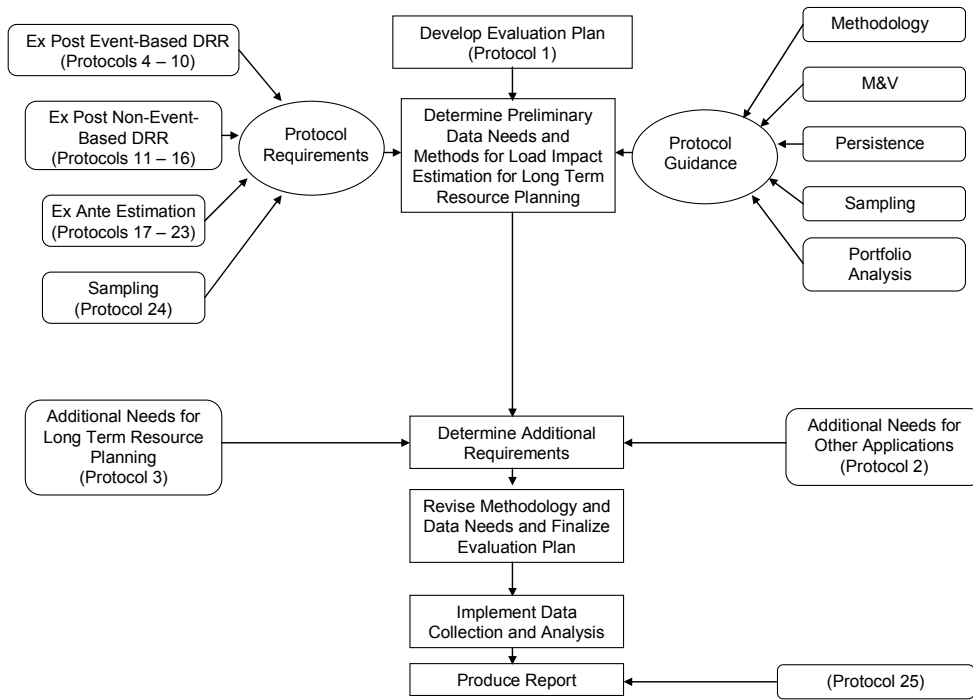 Ex Post Event-Based DRR
(Protocols 4 – 10)
Ex Post Non-Event-
Based DRR
(Protocols 11 – 16)
Ex Ante Estimation
(Protocols 17 – 23)
Sampling
(Protocol 24)
Protocol
Requirements
Develop Evaluation Plan
(Protocol 1)
Determine Preliminary
Data Needs and
Methods for Load Impact
Estimation for Long Term
Resource Planning
Protocol
Guidance
Methodology
M&V
Persistence
Sampling
Portfolio
Analysis
Additional Needs for
Long Term Resource
Planning
(Protocol 3)
Determine Additional
Requirements
Additional Needs for
Other Applications
(Protocol 2)
Revise Methodology and
Data Needs and Finalize
Evaluation Plan
Implement Data
Collection and Analysis
Produce Report
(Protocol 25)